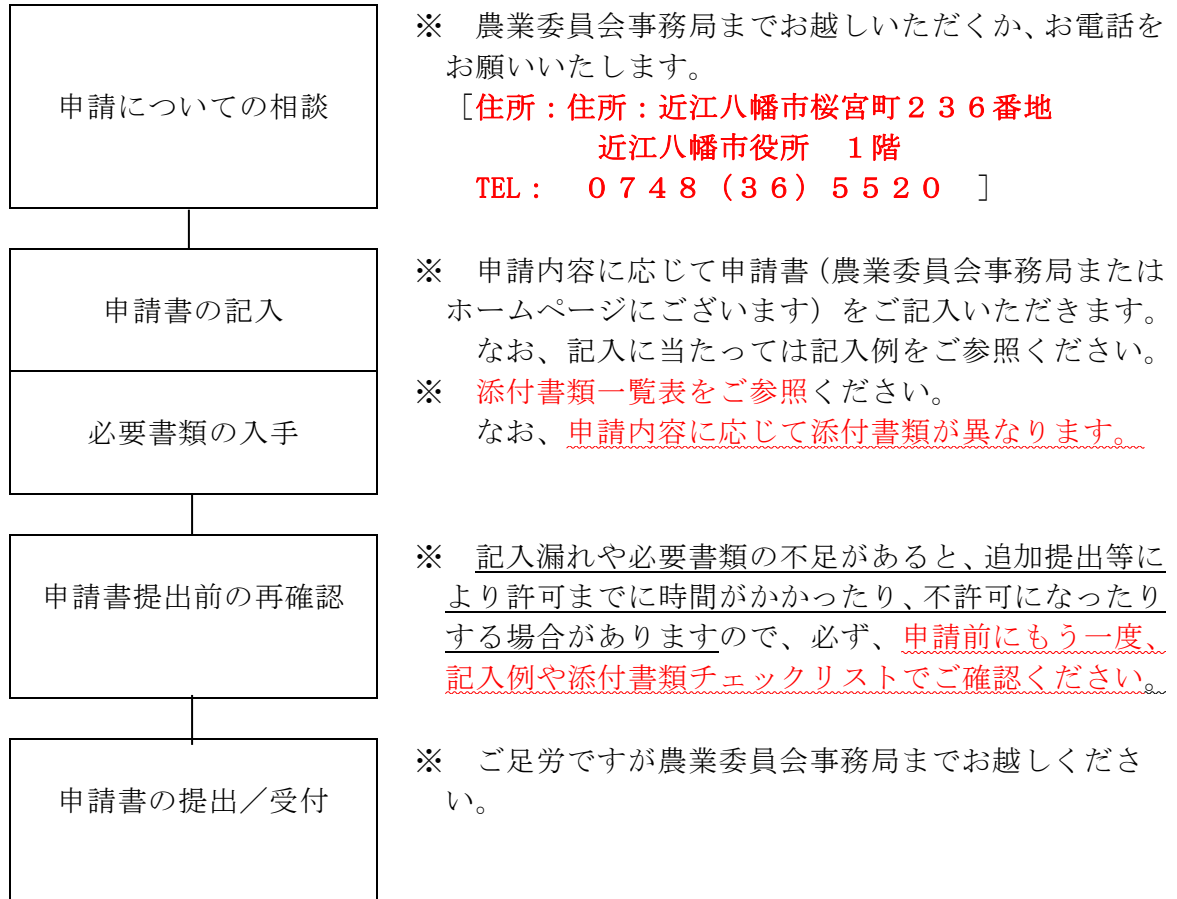 申請についての相談
※　農業委員会事務局までお越しいただくか、お電話を
お願いいたします。
［住所：住所：近江八幡市桜宮町２３６番地
近江八幡市役所　１階
TEL：　０７４８（３６）５５２０　］
申請書の記入
※　申請内容に応じて申請書（農業委員会事務局または
ホームページにございます）をご記入いただきます。
なお、記入に当たっては記入例をご参照ください。
必要書類の入手
※　添付書類一覧表をご参照ください。
なお、申請内容に応じて添付書類が異なります。
申請書提出前の再確認
※　記入漏れや必要書類の不足があると、追加提出等に
より許可までに時間がかかったり、不許可になったり
する場合がありますので、必ず、申請前にもう一度、
記入例や添付書類チェックリストでご確認ください。
申請書の提出／受付
※　ご足労ですが農業委員会事務局までお越しくださ
い。